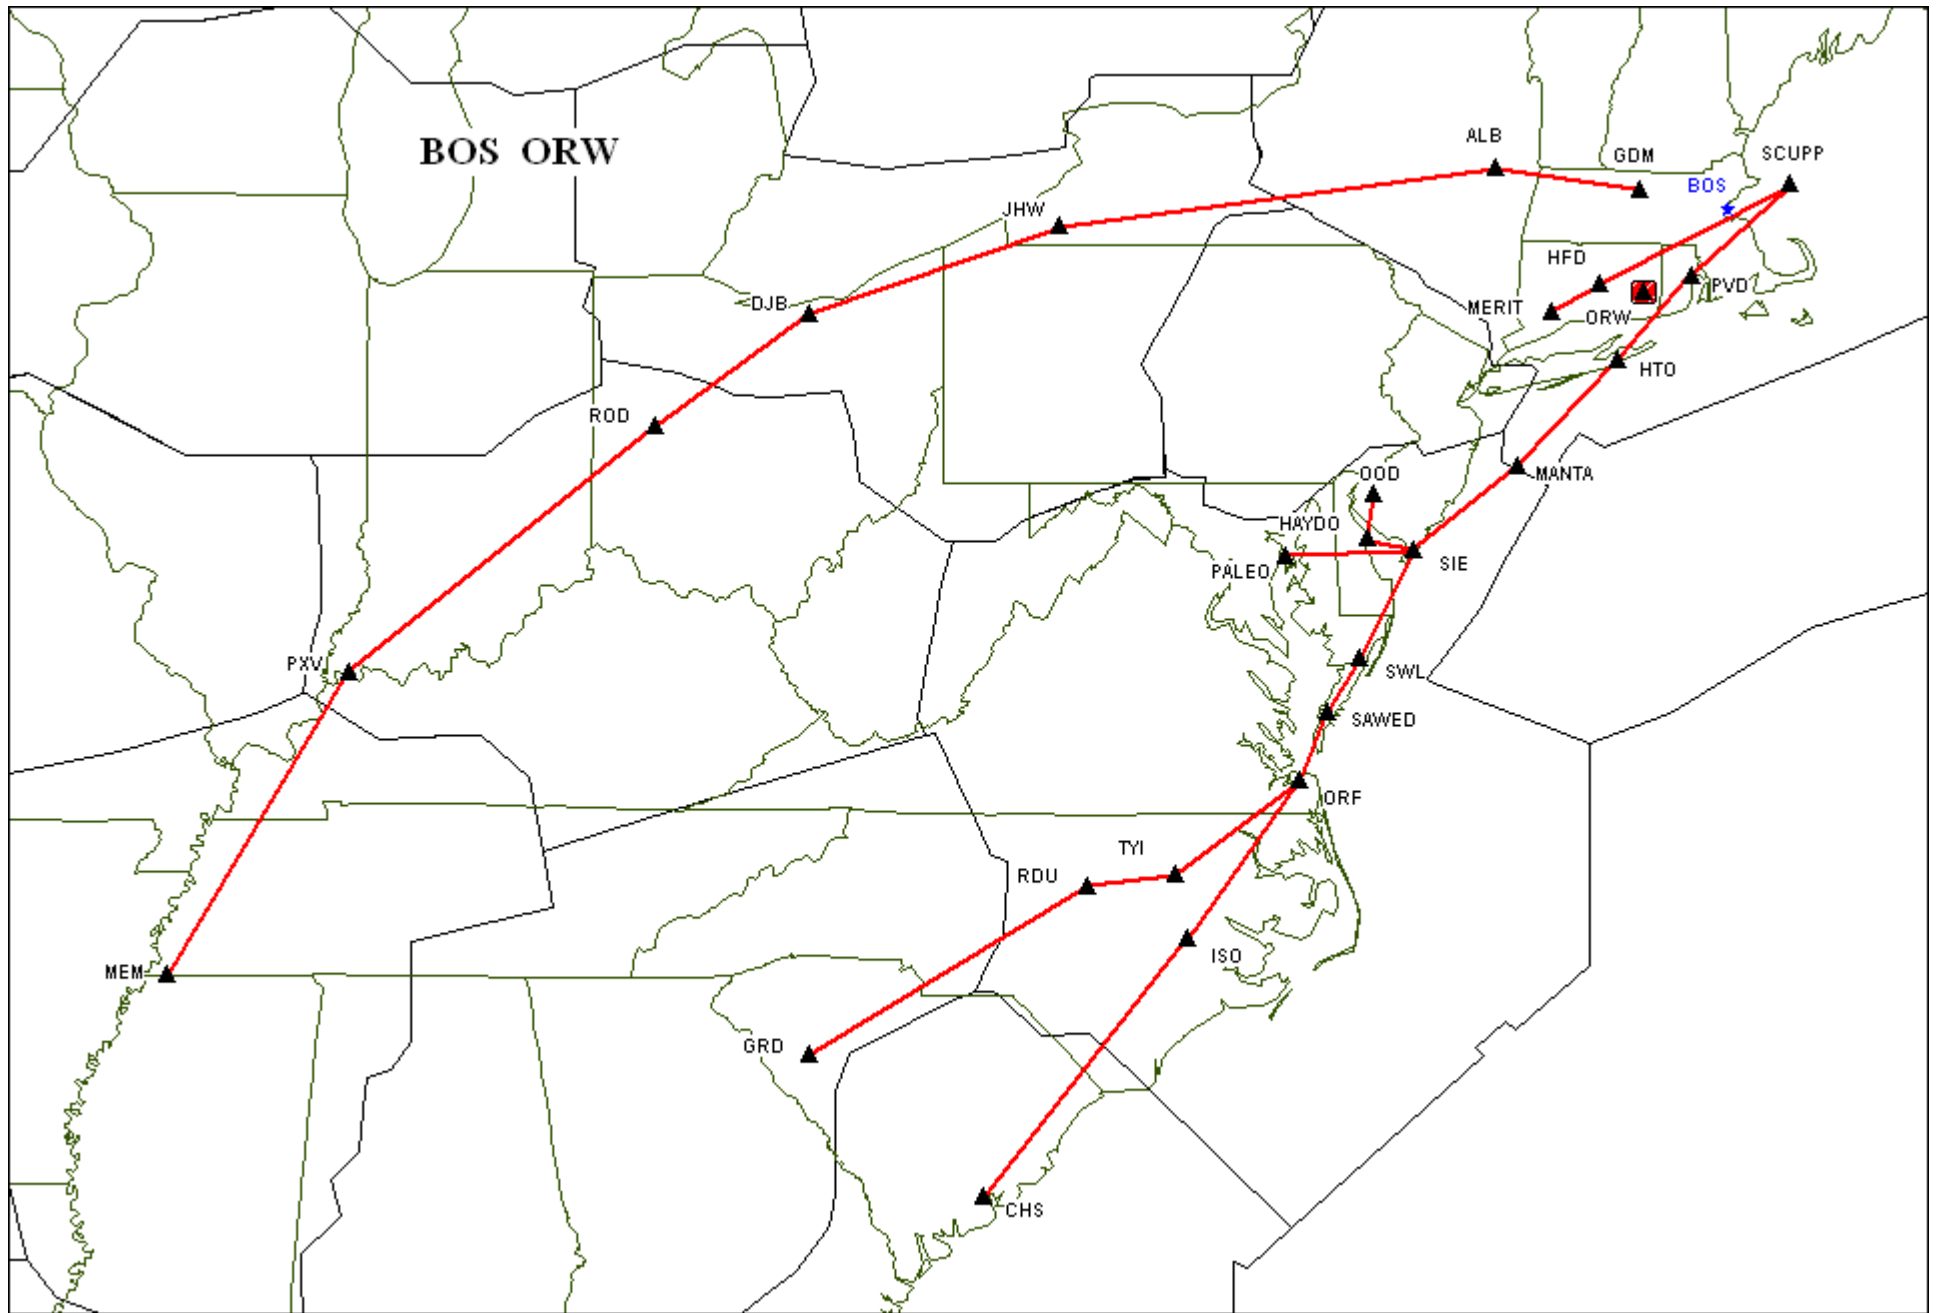 BOS ORW
ALB
GDM
SCUPP
BOS
JHW
HFD
PVD
DJB
MERIT
ORW
HTO
ROD
OOD
MANTA
HAYDO
SIE
PALEO
PXV
SWL
SAWED
ORF
TYI
RDU
ISO
MEM
GRD
CHS